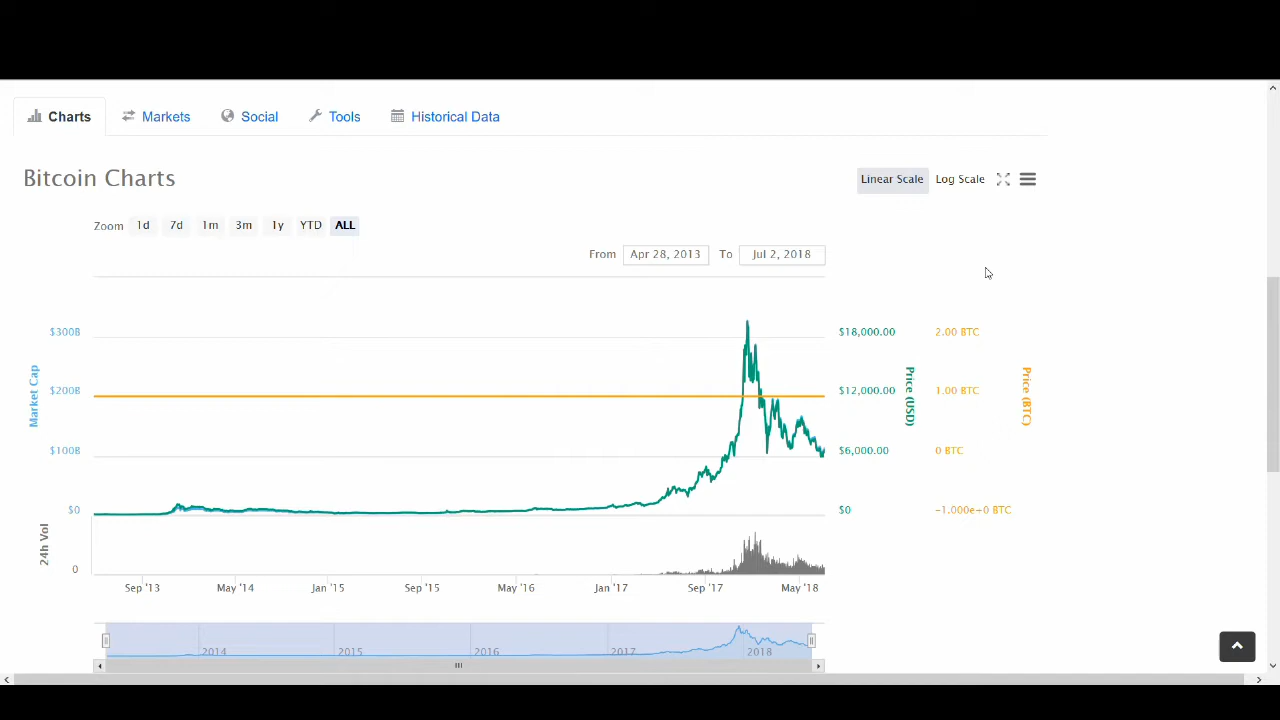 Charts Markets Social Tools Historical Data
Bitcoin Charts
Linear Scale Log Scale
Zoom 1d 7d 1m 3m 1y YTD ALL
From Apr 28, 2013 To Jul 2, 2018
$300B $18,000.00 2.00 BTC
$200B $12,000.00 1.00 BTC
Market Cap Price (USD) Price (BTC)
$100B $6,000.00 0 BTC
$0 $0 -1.000e+0 BTC
24h Vol
0
Sep '13 May '14 Jan '15 Sep '15 May '16 Jan '17 Sep '17 May '18
2014 2015 2016 2017 2018